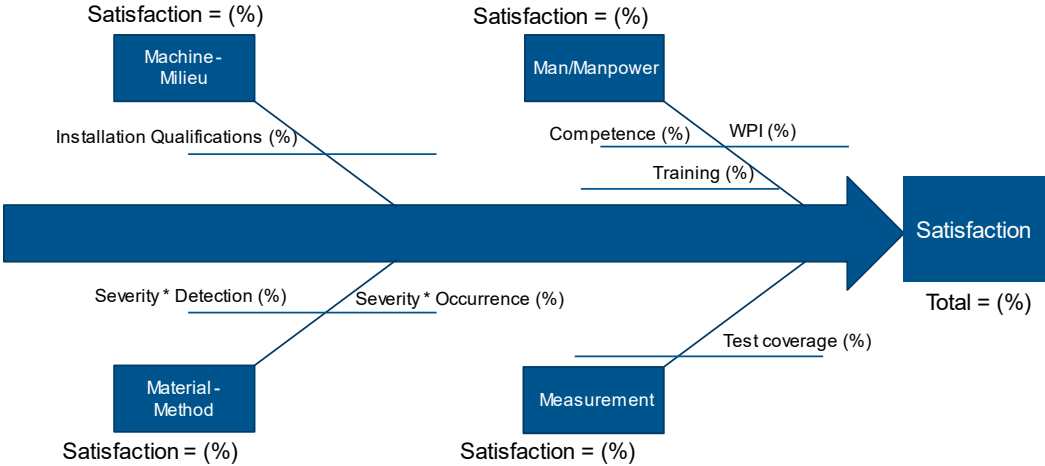 Satisfaction = (%)
Satisfaction = (%)
Machine-
Milieu
Man/Manpower
Installation Qualifications (%)
Competence (%)
WPI (%)
Training (%)
Satisfaction
Total = (%)
Severity * Detection (%)
Severity * Occurrence (%)
Test coverage (%)
Material-
Method
Measurement
Satisfaction = (%)
Satisfaction = (%)